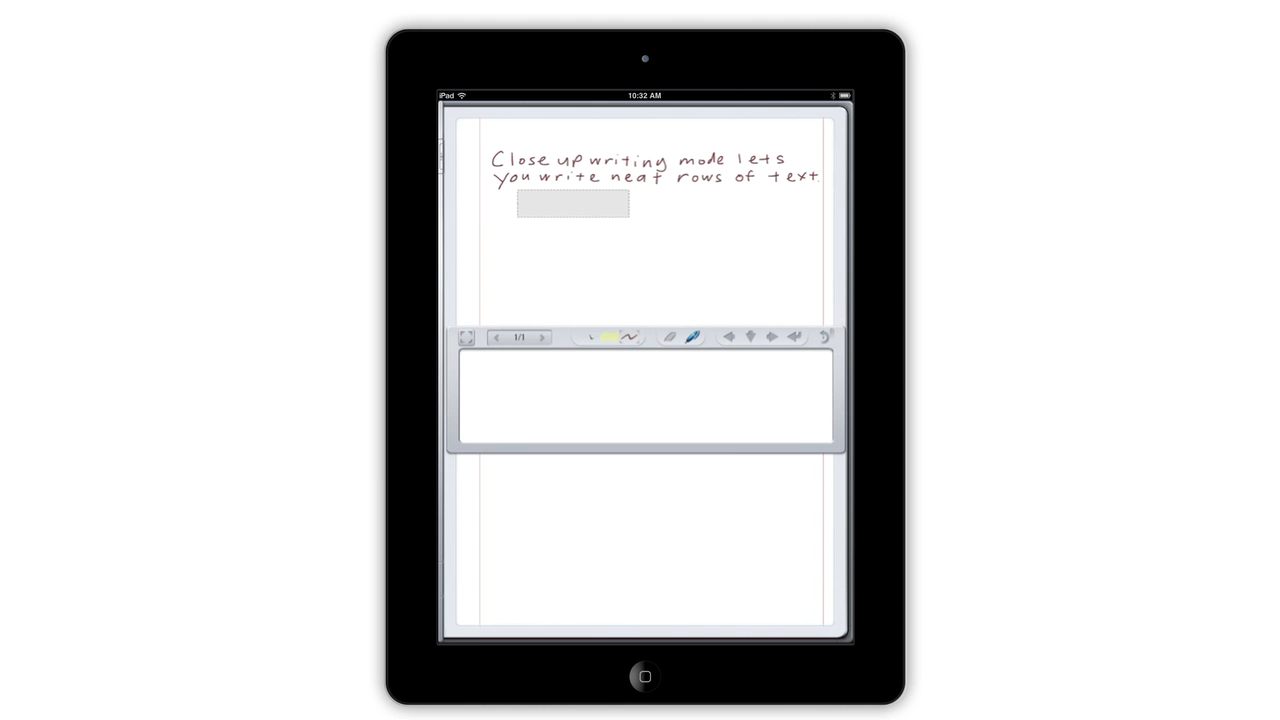 iPad 10:32 AM
Close up writing mode lets
you write neat rows of text.
1/1